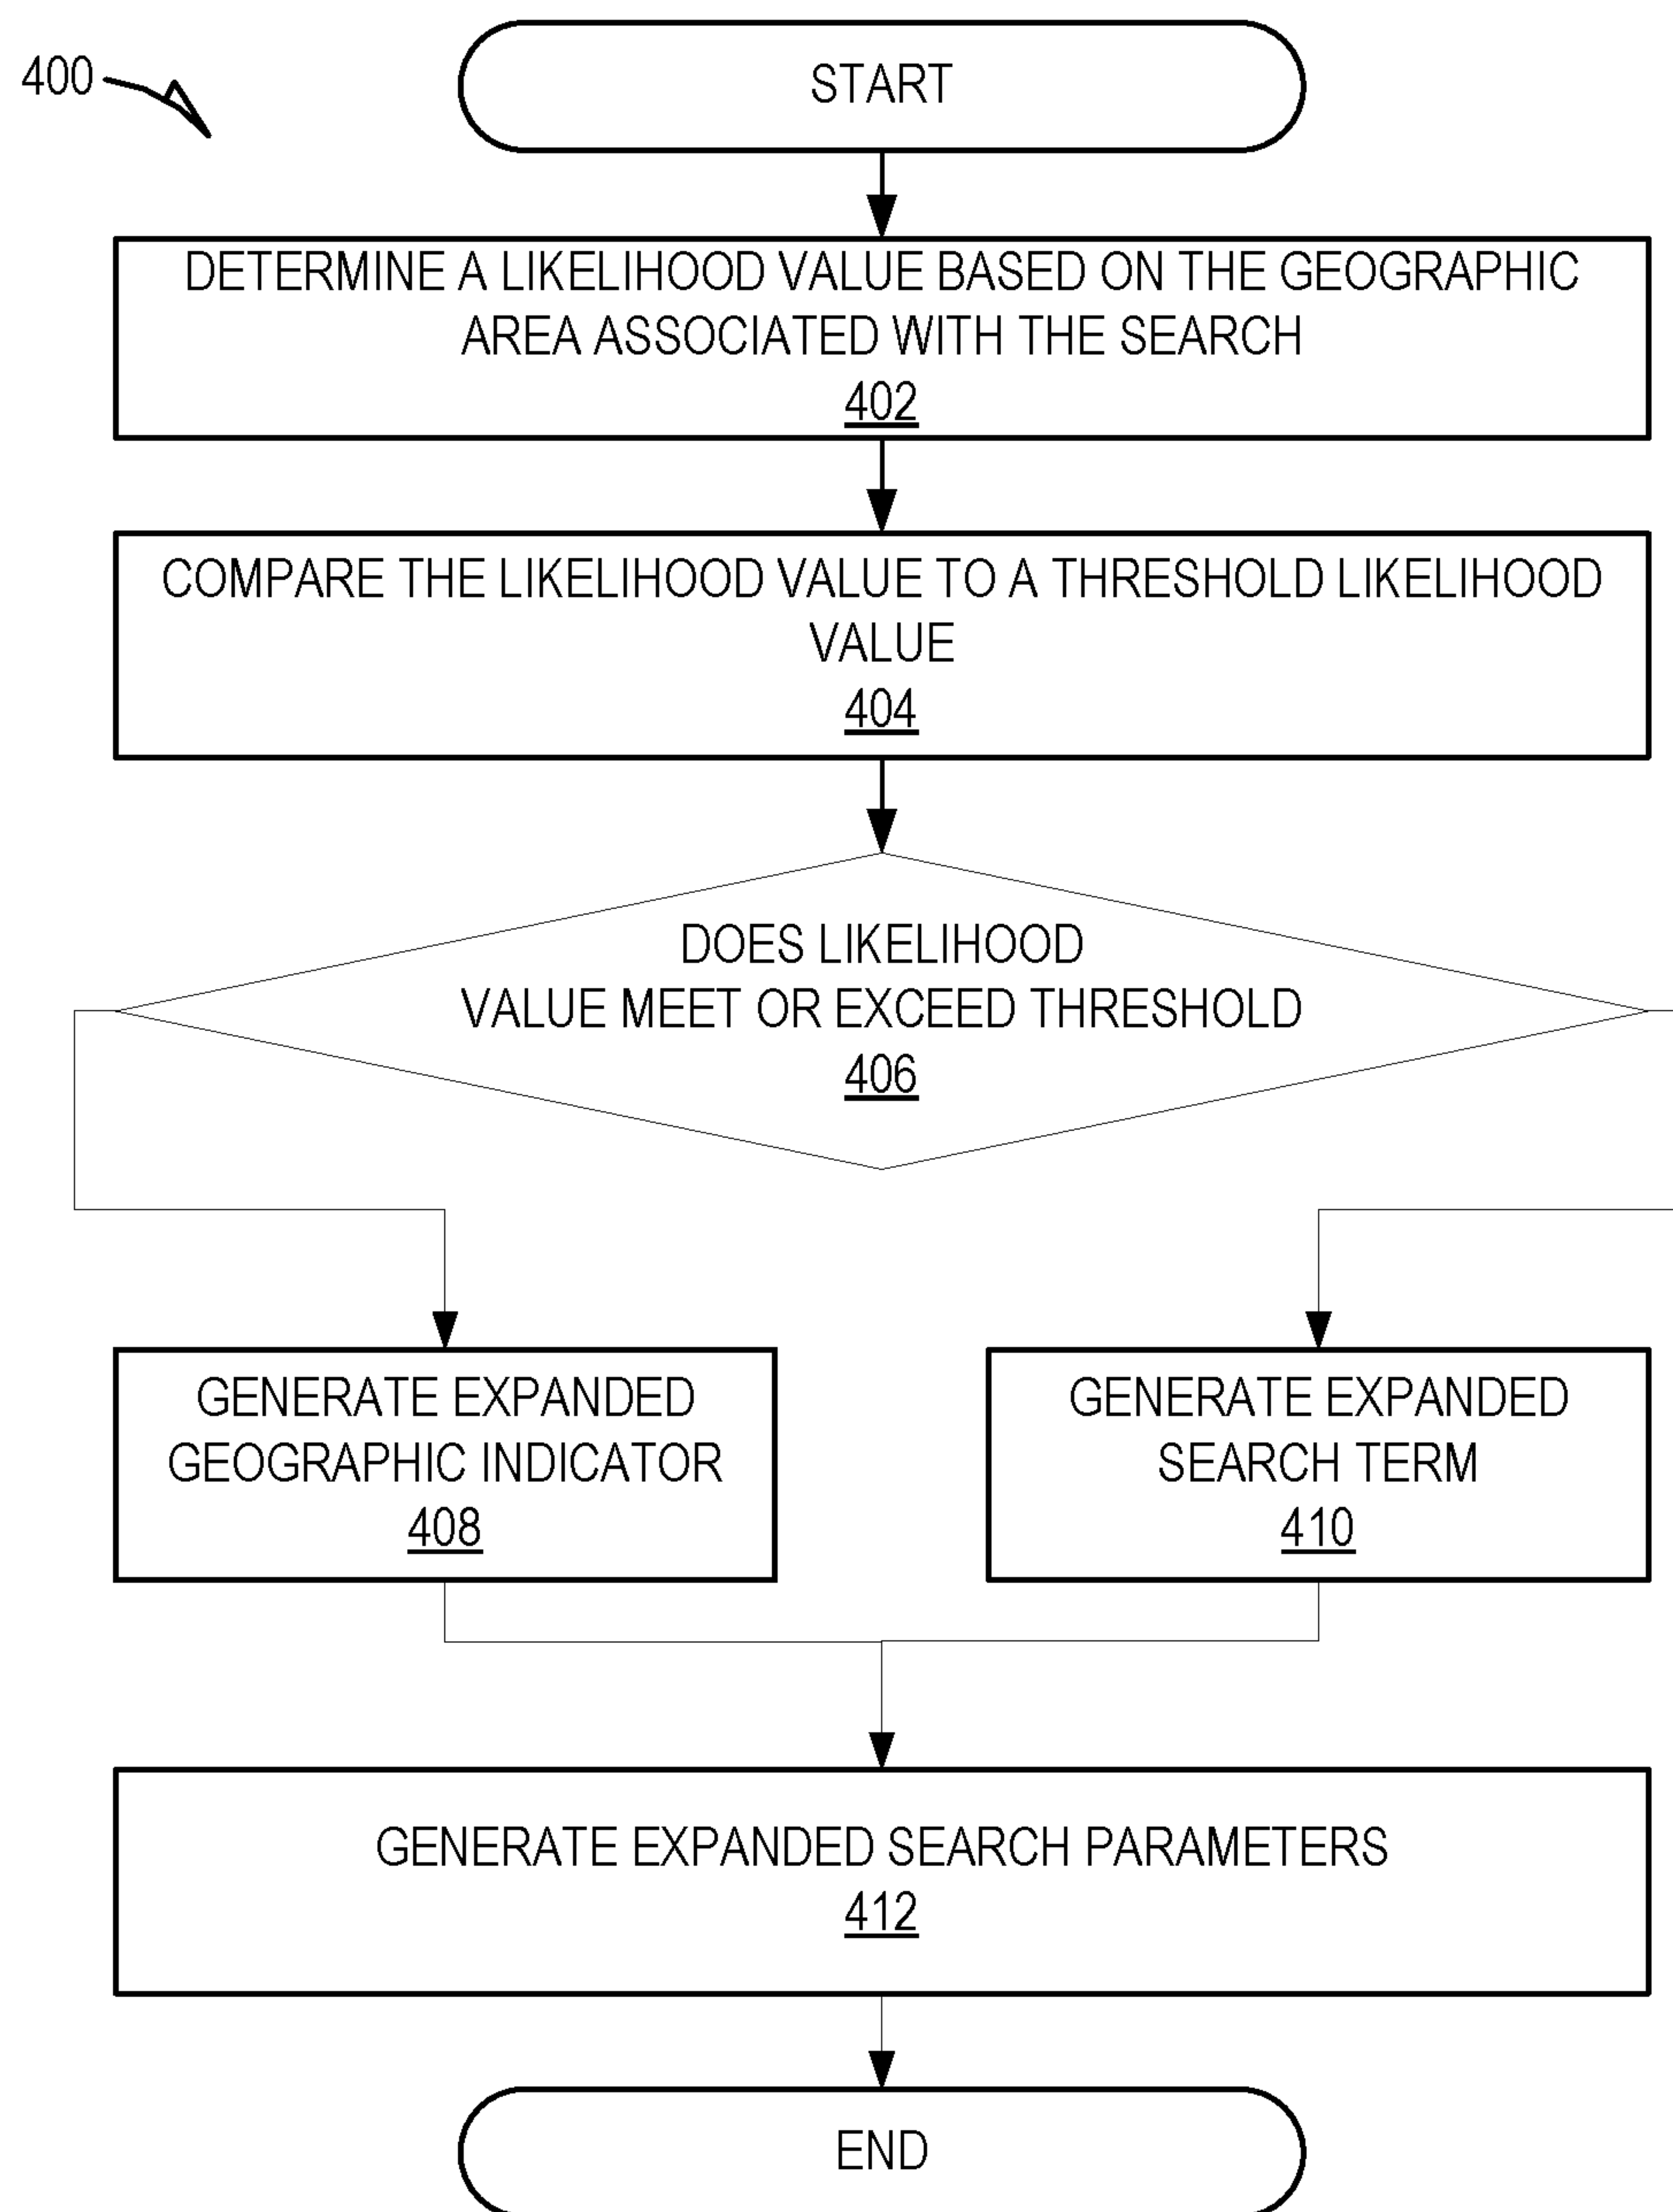 400
START
DETERMINE A LIKELIHOOD VALUE BASED ON THE GEOGRAPHIC
AREA ASSOCIATED WITH THE SEARCH
402
COMPARE THE LIKELIHOOD VALUE TO A THRESHOLD LIKELIHOOD
VALUE
404
DOES LIKELIHOOD
VALUE MEET OR EXCEED THRESHOLD
406
GENERATE EXPANDED
GEOGRAPHIC INDICATOR
408
GENERATE EXPANDED
SEARCH TERM
410
GENERATE EXPANDED SEARCH PARAMETERS
412
END